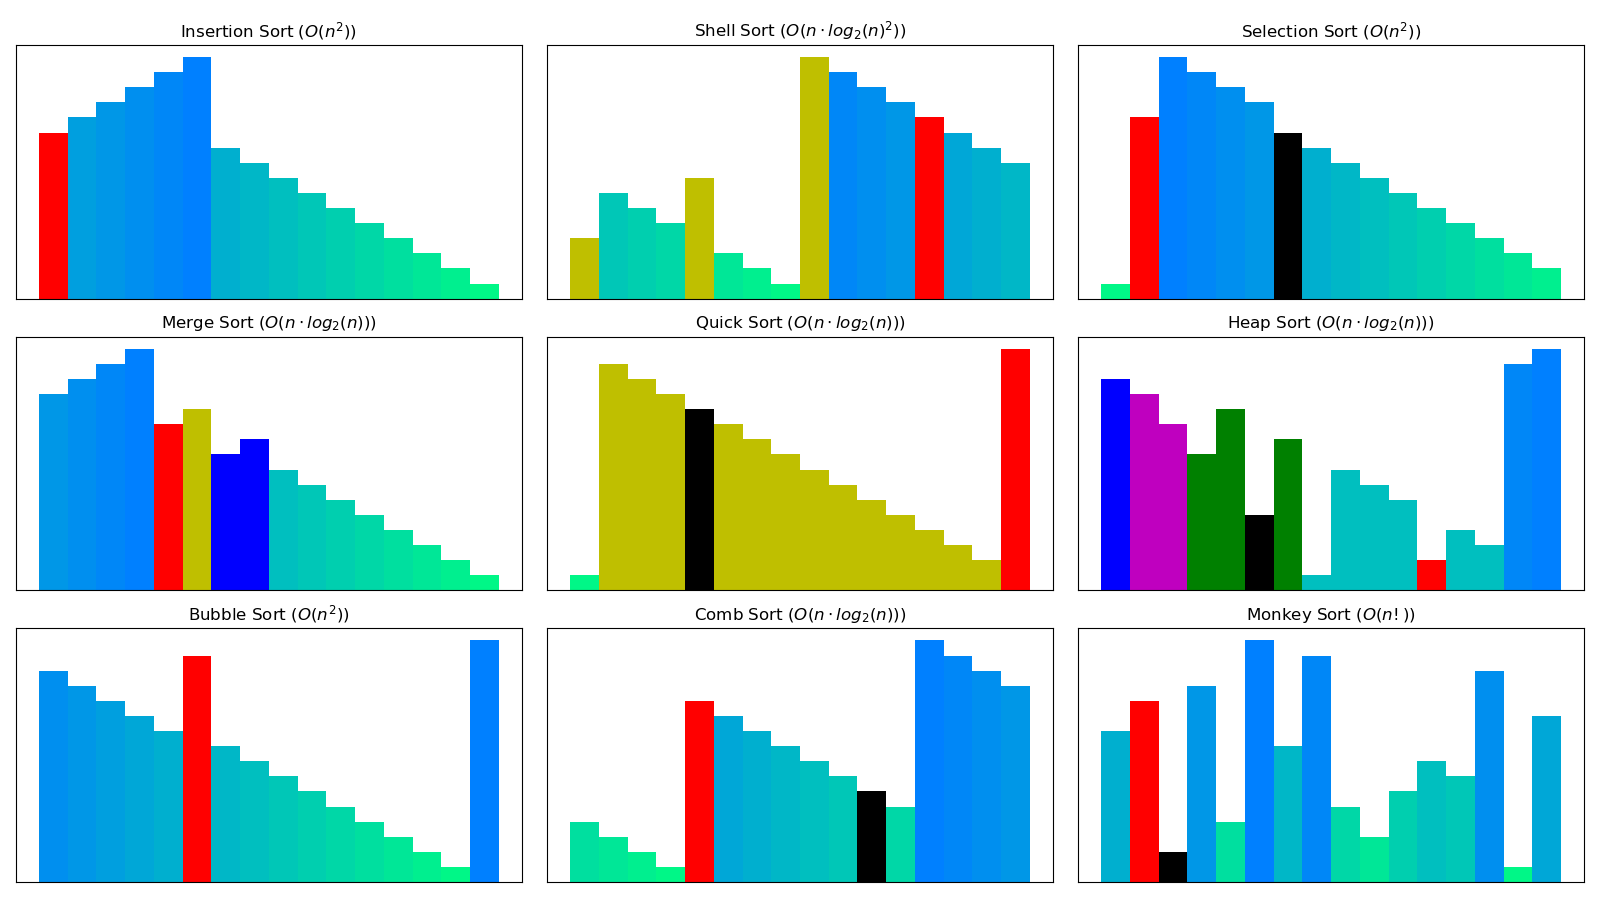 Insertion Sort (O(n²))
Shell Sort (O(n · log₂(n)²))
Selection Sort (O(n²))
Merge Sort (O(n · log₂(n)))
Quick Sort (O(n · log₂(n)))
Heap Sort (O(n · log₂(n)))
Bubble Sort (O(n²))
Comb Sort (O(n · log₂(n)))
Monkey Sort (O(n!))